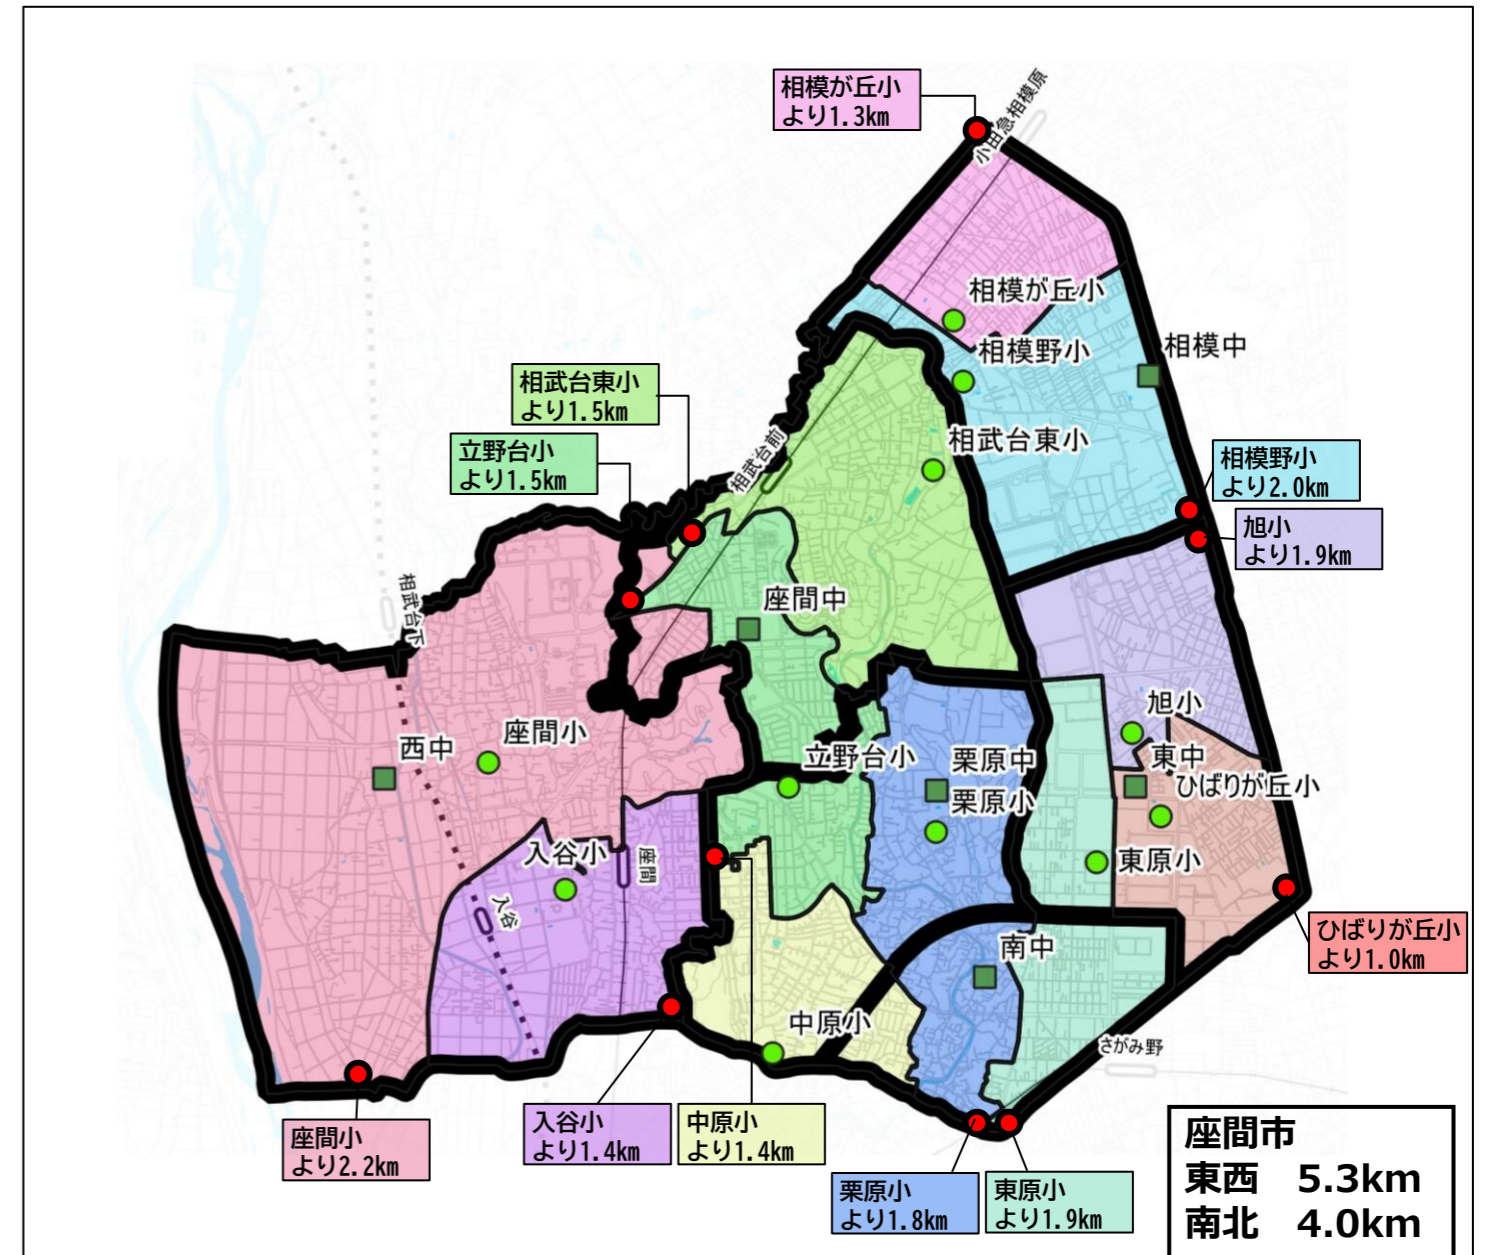 相模が丘小
より1.3km
小田急相模原
相模が丘小
相模野小
相模中
相武台東小
より1.5km
相武台前
相武台東小
立野台小
より1.5km
相模野小
より2.0km
旭小
より1.9km
相武台下
座間中
旭小
西中
座間小
立野台小
栗原中
東中
ひばりが丘小
栗原小
入谷小
座間
東原小
入谷
ひばりが丘小
より1.0km
南中
中原小
さがみ野
座間小
より2.2km
入谷小
より1.4km
中原小
より1.4km
栗原小
より1.8km
東原小
より1.9km
座間市
東西 5.3km
南北 4.0km